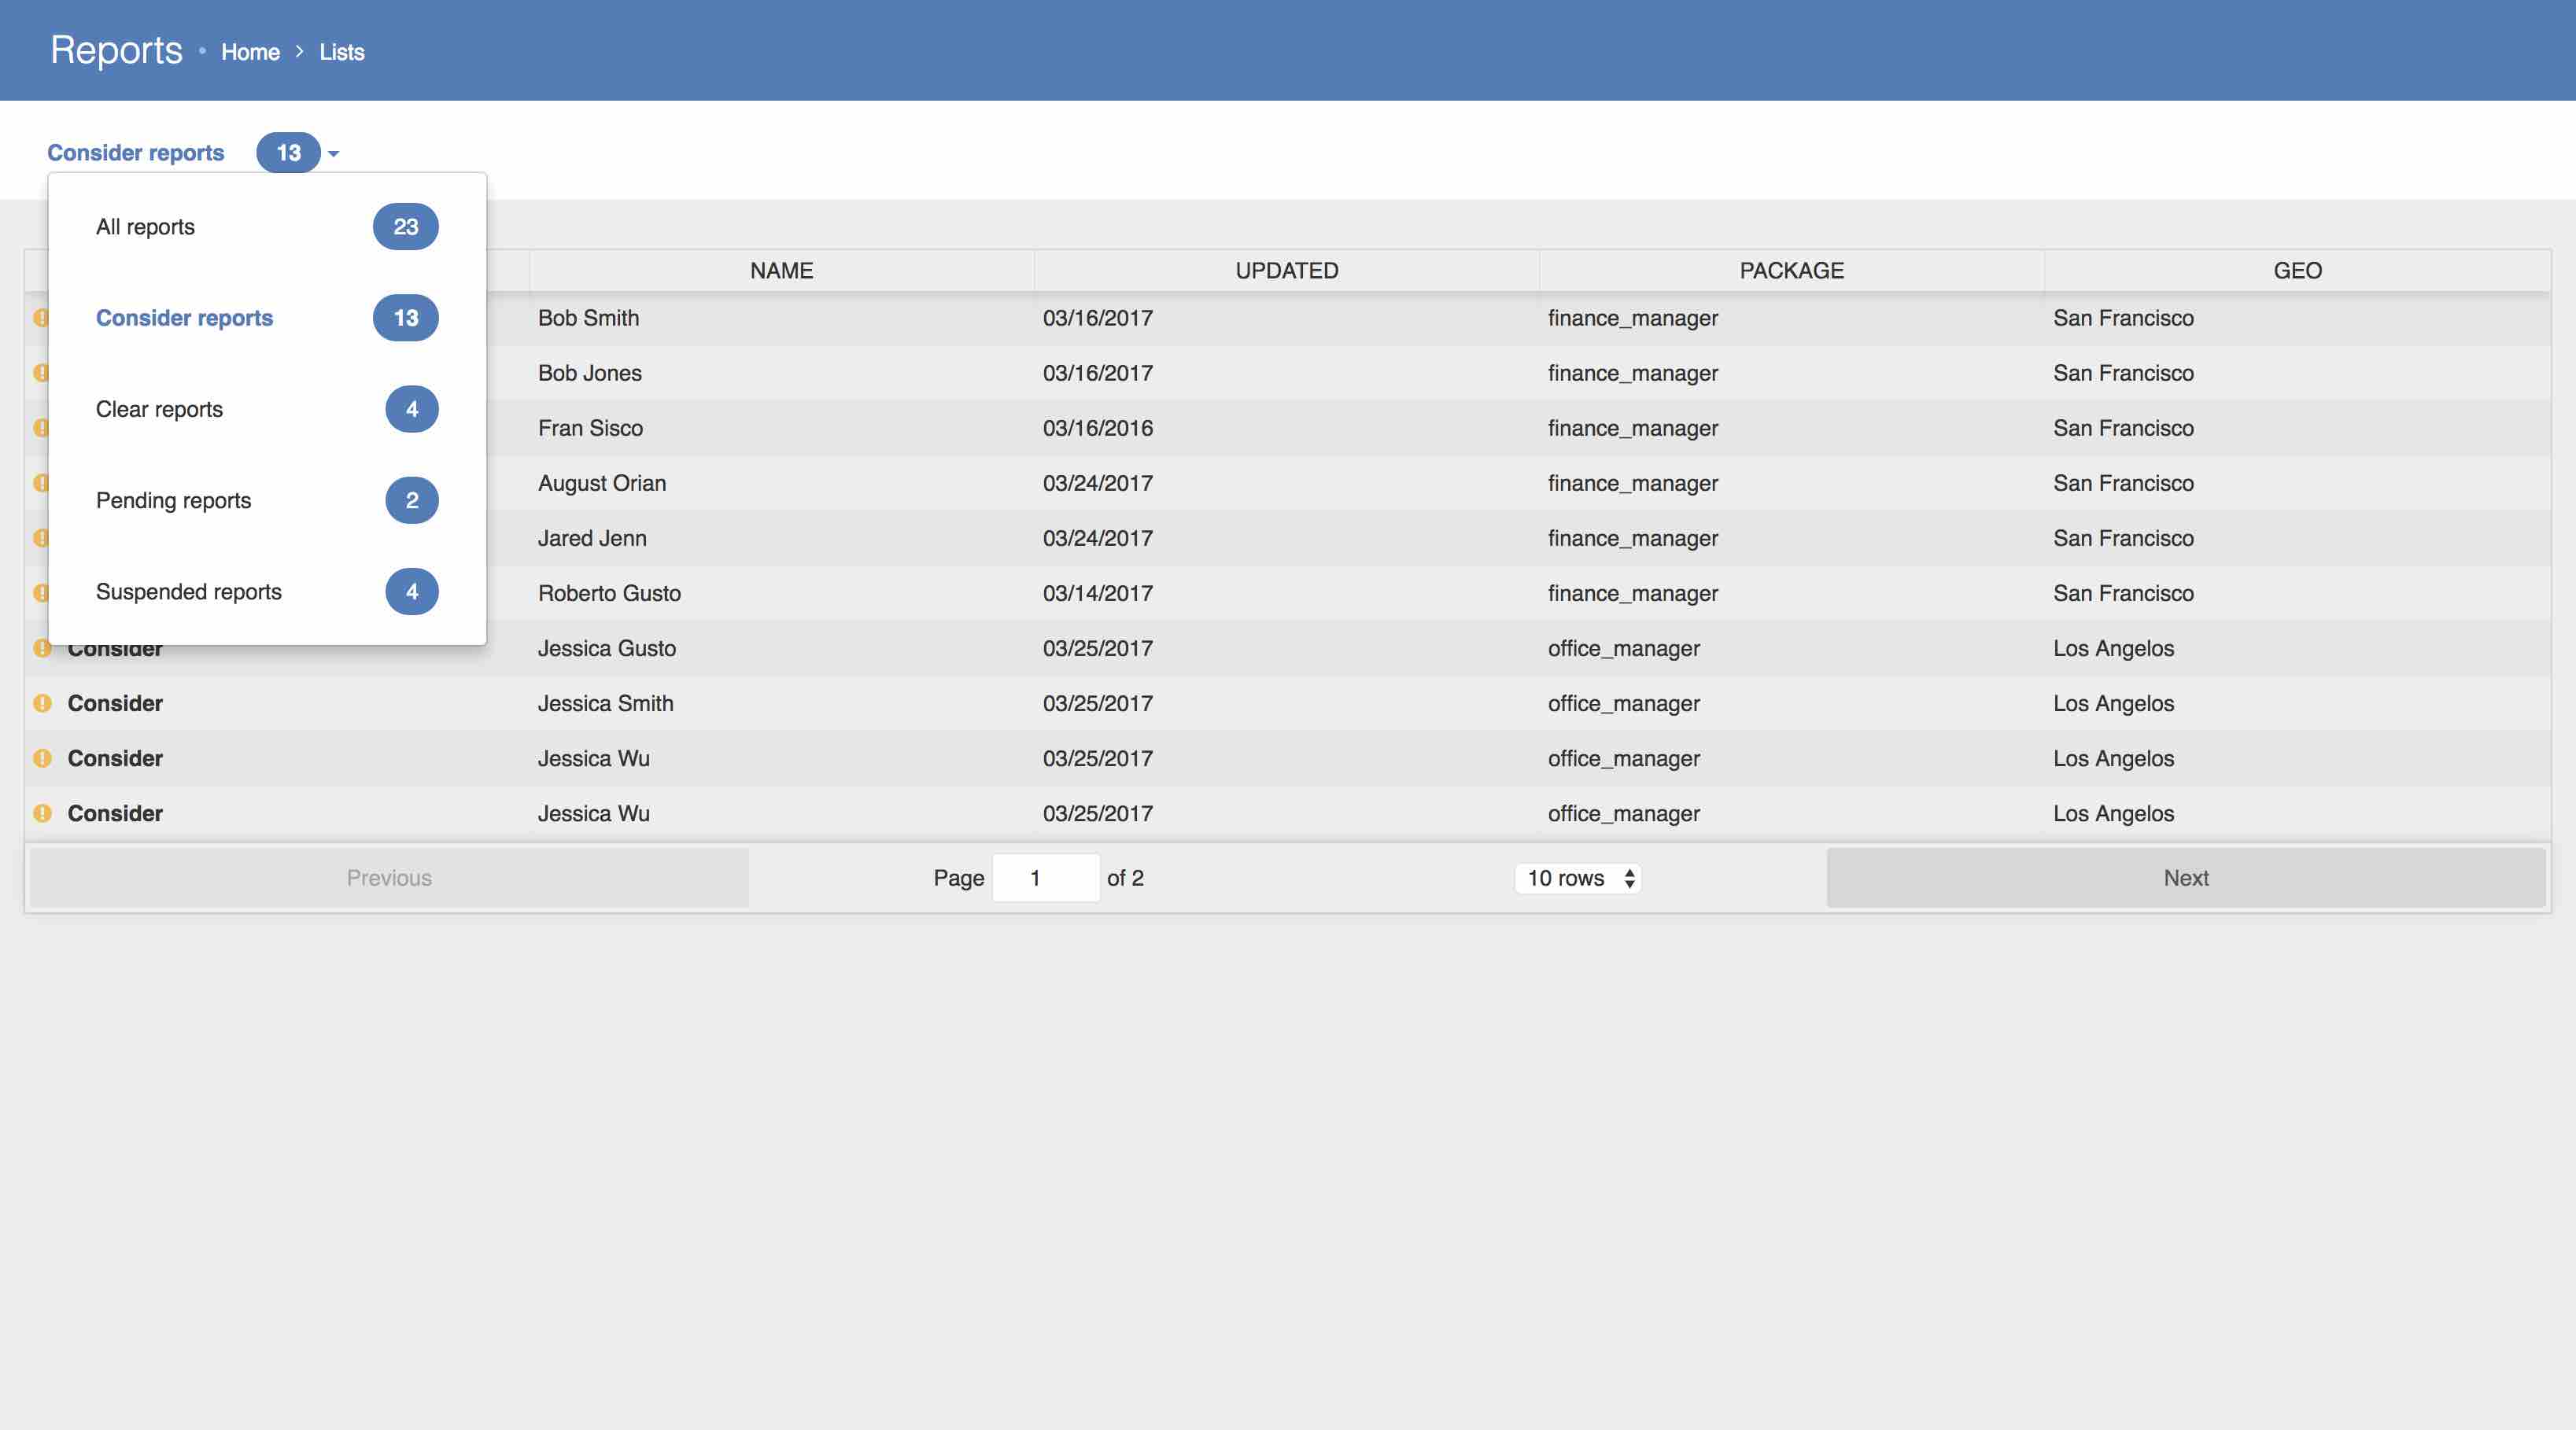 Reports • Home > Lists
Consider reports 13
All reports 23
Consider reports 13
Clear reports 4
Pending reports 2
Suspended reports 4
NAME UPDATED PACKAGE GEO
Bob Smith 03/16/2017 finance_manager San Francisco
Bob Jones 03/16/2017 finance_manager San Francisco
Fran Sisco 03/16/2016 finance_manager San Francisco
August Orian 03/24/2017 finance_manager San Francisco
Jared Jenn 03/24/2017 finance_manager San Francisco
Roberto Gusto 03/14/2017 finance_manager San Francisco
Consider Jessica Gusto 03/25/2017 office_manager Los Angelos
Consider Jessica Smith 03/25/2017 office_manager Los Angelos
Consider Jessica Wu 03/25/2017 office_manager Los Angelos
Consider Jessica Wu 03/25/2017 office_manager Los Angelos
Previous Page 1 of 2 10 rows Next